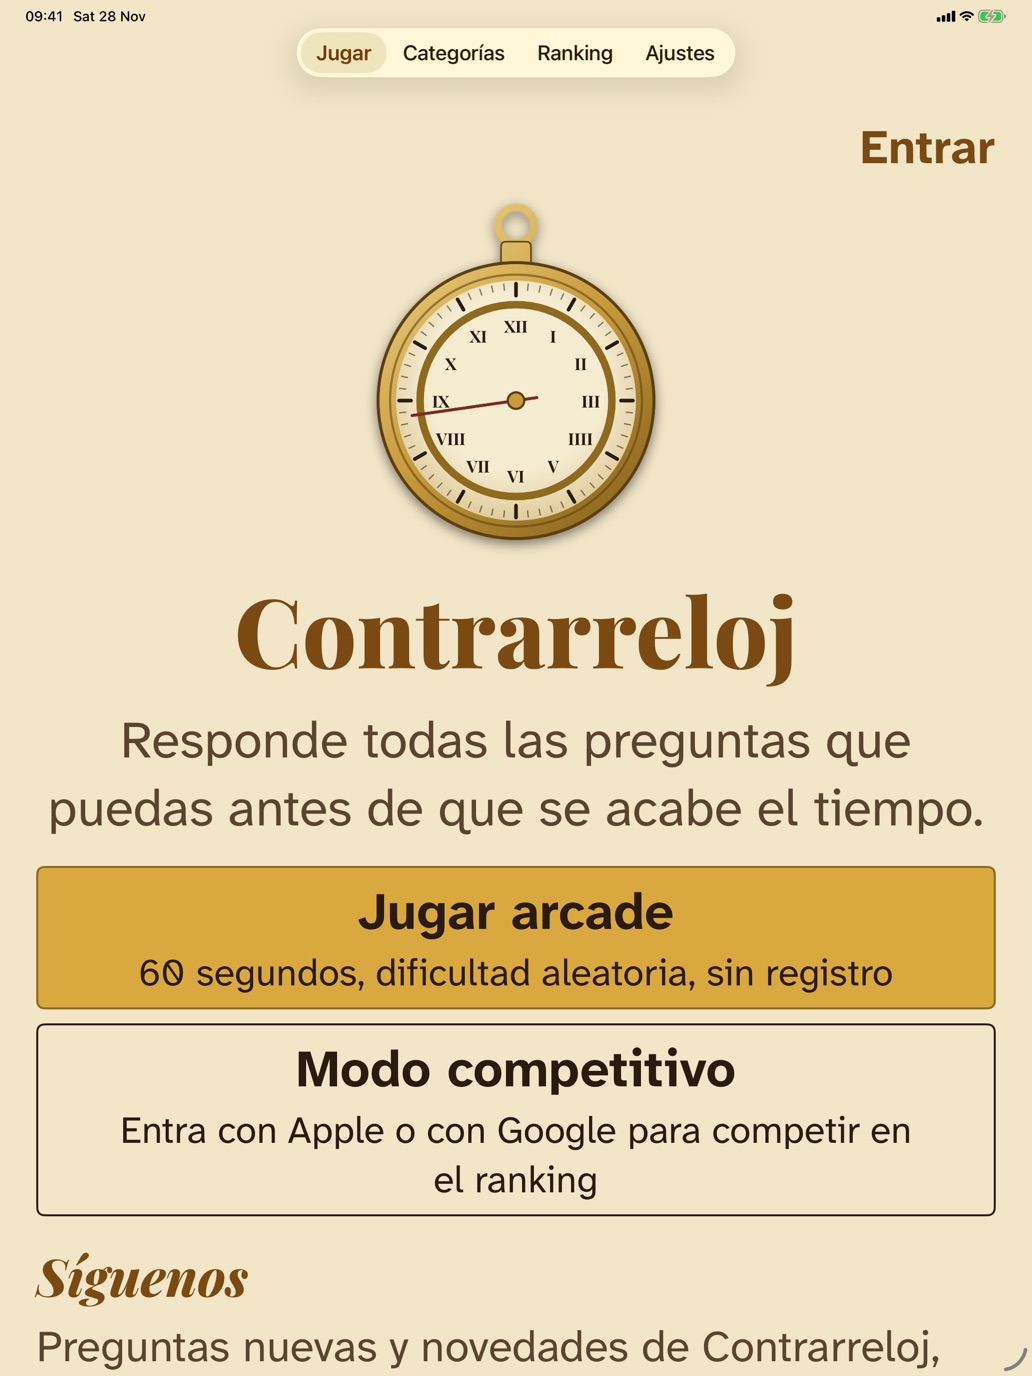 09:41 Sat 28 Nov
Jugar Categorías Ranking Ajustes
Entrar
XII
XI I
X II
IX III
VIII IIII
VII V
VI
Contrarreloj
Responde todas las preguntas que
puedas antes de que se acabe el tiempo.
Jugar arcade
60 segundos, dificultad aleatoria, sin registro
Modo competitivo
Entra con Apple o con Google para competir en
el ranking
Síguenos
Preguntas nuevas y novedades de Contrarreloj,